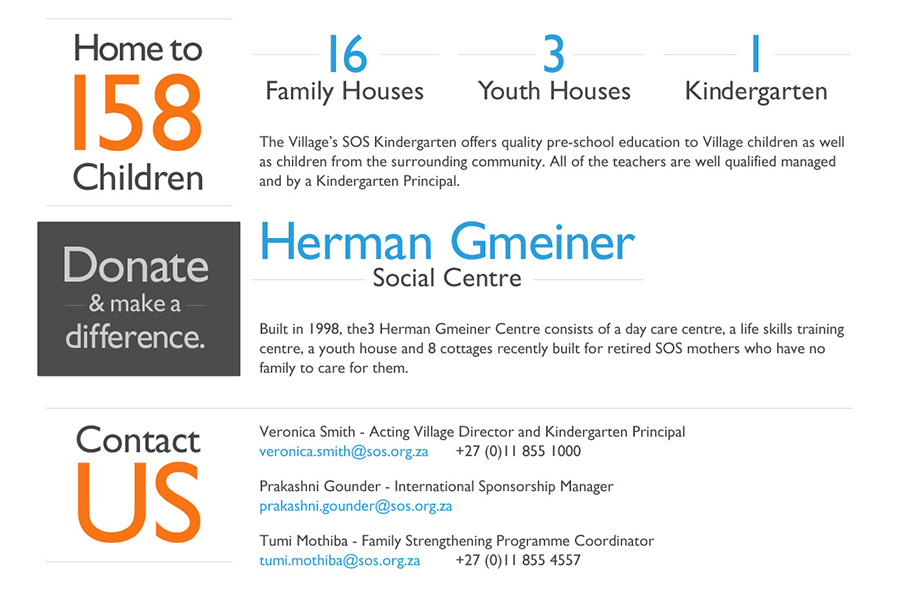 Home to
158
Children
16
Family Houses
3
Youth Houses
1
Kindergarten
The Village’s SOS Kindergarten offers quality pre-school education to Village children as well
as children from the surrounding community. All of the teachers are well qualified managed
and by a Kindergarten Principal.
Donate
& make a
difference.
Herman Gmeiner
Social Centre
Built in 1998, the3 Herman Gmeiner Centre consists of a day care centre, a life skills training
centre, a youth house and 8 cottages recently built for retired SOS mothers who have no
family to care for them.
Contact
US
Veronica Smith - Acting Village Director and Kindergarten Principal
veronica.smith@sos.org.za +27 (0)11 855 1000
Prakashni Gounder - International Sponsorship Manager
prakashni.gounder@sos.org.za
Tumi Mothiba - Family Strengthening Programme Coordinator
tumi.mothiba@sos.org.za +27 (0)11 855 4557